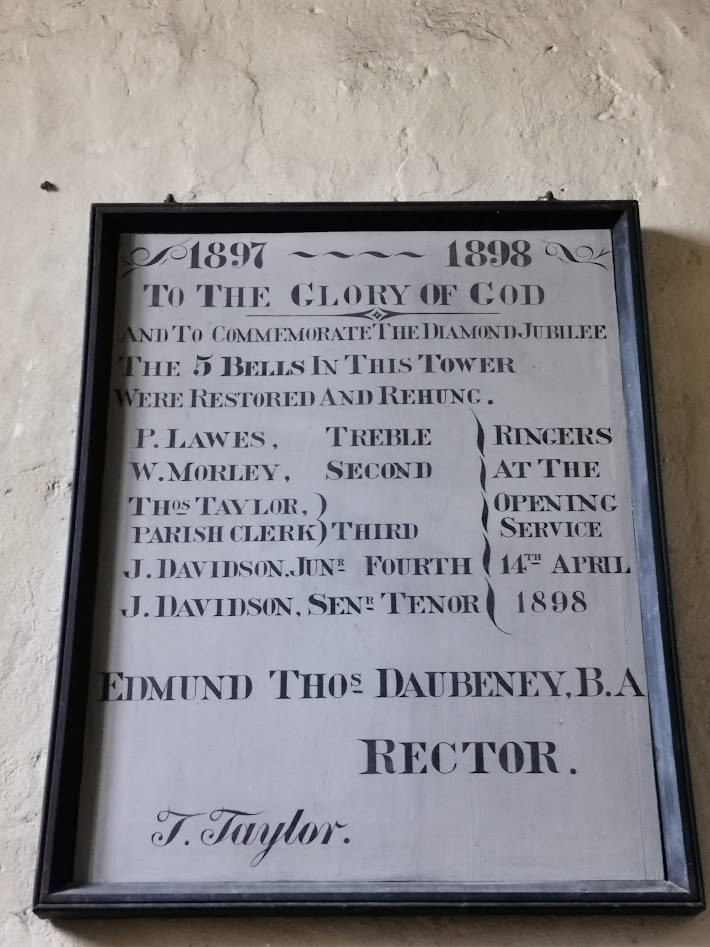 1897 ~~~~ 1898
TO THE GLORY OF GOD
AND TO COMMEMORATE THE DIAMOND JUBILEE
THE 5 BELLS IN THIS TOWER
WERE RESTORED AND REHUNG.
P. LAWES, TREBLE RINGERS
W. MORLEY, SECOND AT THE
THOS TAYLOR, ) OPENING
PARISH CLERK ) THIRD SERVICE
J. DAVIDSON, JUNR FOURTH 14TH APRIL
J. DAVIDSON, SENR TENOR 1898
EDMUND THOS DAUBENEY, B.A
RECTOR.
T. Taylor.